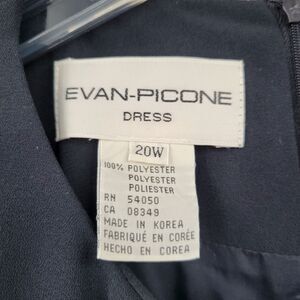 EVAN-PICONE
DRESS
20W
100% POLYESTER
POLYESTER
POLIESTER
RN 54050
CA 08349
MADE IN KOREA
FABRIQUÉ EN CORÉE
HECHO EN COREA